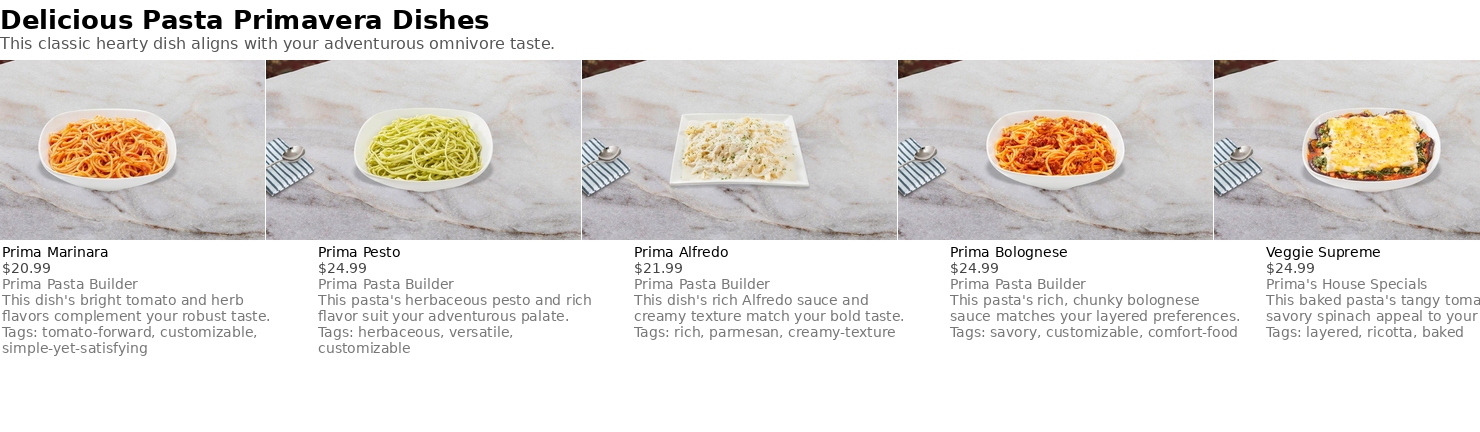 Delicious Pasta Primavera Dishes
This classic hearty dish aligns with your adventurous omnivore taste.
Prima Marinara
$20.99
Prima Pasta Builder
This dish's bright tomato and herb
flavors complement your robust taste.
Tags: tomato-forward, customizable,
simple-yet-satisfying
Prima Pesto
$24.99
Prima Pasta Builder
This pasta's herbaceous pesto and rich
flavor suit your adventurous palate.
Tags: herbaceous, versatile,
customizable
Prima Alfredo
$21.99
Prima Pasta Builder
This dish's rich Alfredo sauce and
creamy texture match your bold taste.
Tags: rich, parmesan, creamy-texture
Prima Bolognese
$24.99
Prima Pasta Builder
This pasta's rich, chunky bolognese
sauce matches your layered preferences.
Tags: savory, customizable, comfort-food
Veggie Supreme
$24.99
Prima's House Specials
This baked pasta's tangy toma
savory spinach appeal to your
Tags: layered, ricotta, baked